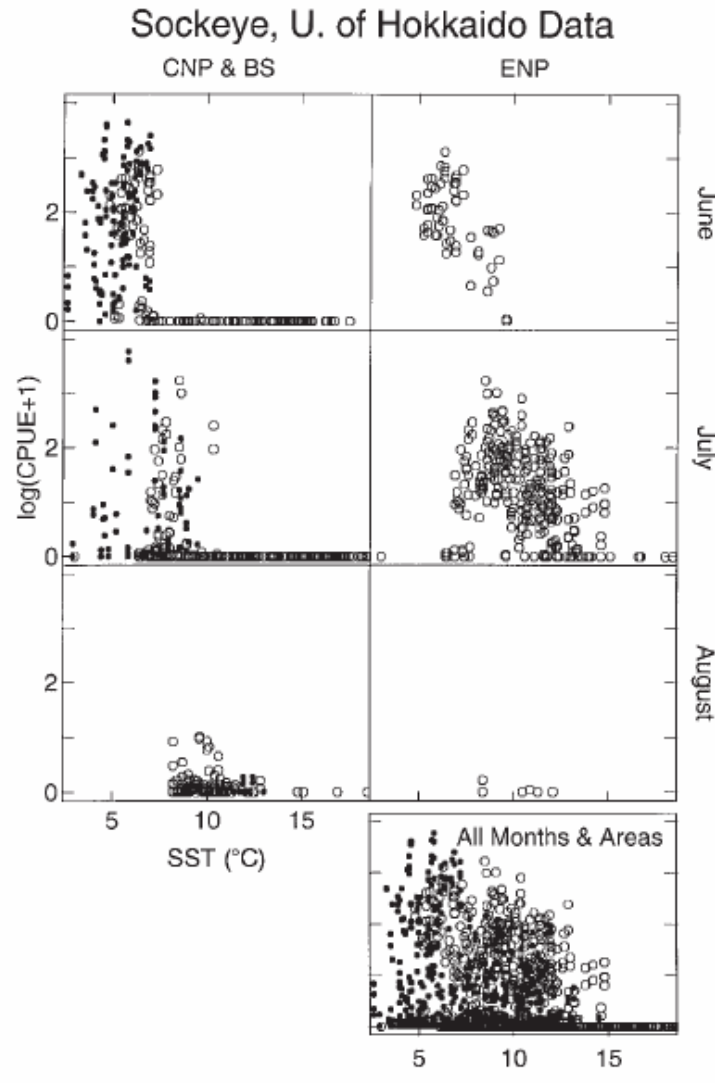 Sockeye, U. of Hokkaido Data
CNP & BS
ENP
2
0
June
log(CPUE+1)
2
0
July
2
0
August
5 10 15
SST (°C)
All Months & Areas
5 10 15